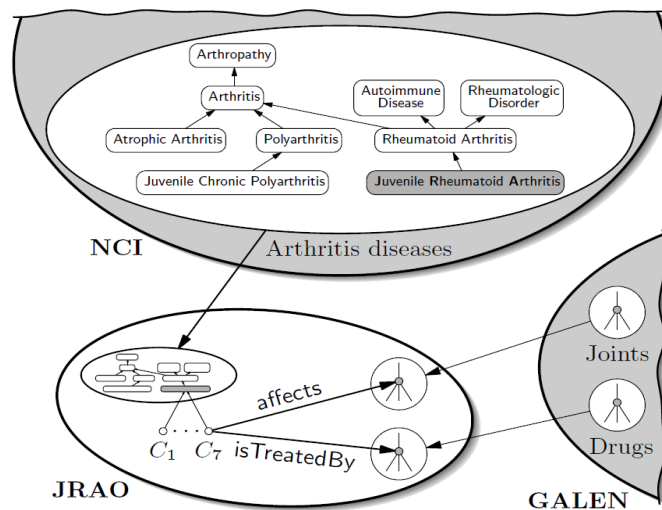 Arthropathy
Arthritis
Autoimmune
Disease
Rheumatologic
Disorder
Atrophic Arthritis
Polyarthritis
Rheumatoid Arthritis
Juvenile Chronic Polyarthritis
Juvenile Rheumatoid Arthritis
NCI
Arthritis diseases
Joints
affects
C1 · · · C7
isTreatedBy
Drugs
JRAO
GALEN